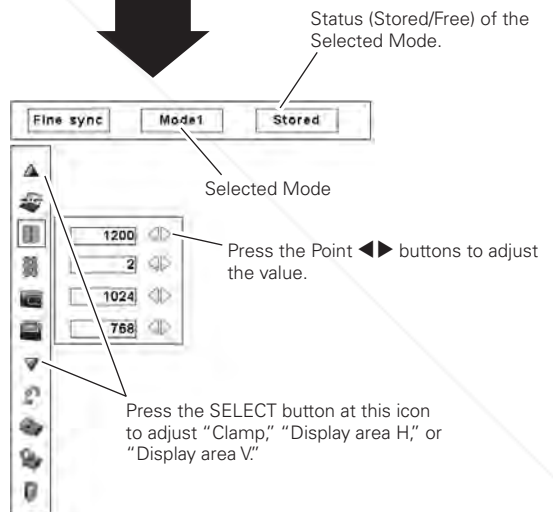 Status (Stored/Free) of the
Selected Mode.
Fine sync Mode1 Stored
Selected Mode
1200
2
1024
768
Press the Point ◀▶ buttons to adjust
the value.
Press the SELECT button at this icon
to adjust “Clamp,” “Display area H,” or
“Display area V.”